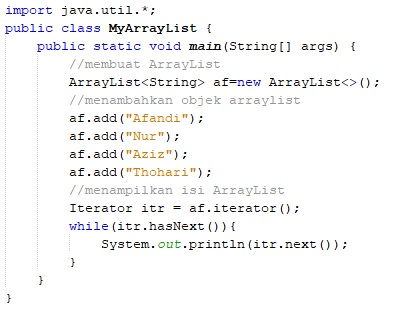 import java.util.*;
public class MyArrayList {
    public static void main(String[] args) {
        //membuat ArrayList
        ArrayList<String> af=new ArrayList<>();
        //menambahkan objek arraylist
        af.add("Afandi");
        af.add("Nur");
        af.add("Aziz");
        af.add("Thohari");
        //menampilkan isi ArrayList
        Iterator itr = af.iterator();
        while(itr.hasNext()){
            System.out.println(itr.next());
        }
    }
}